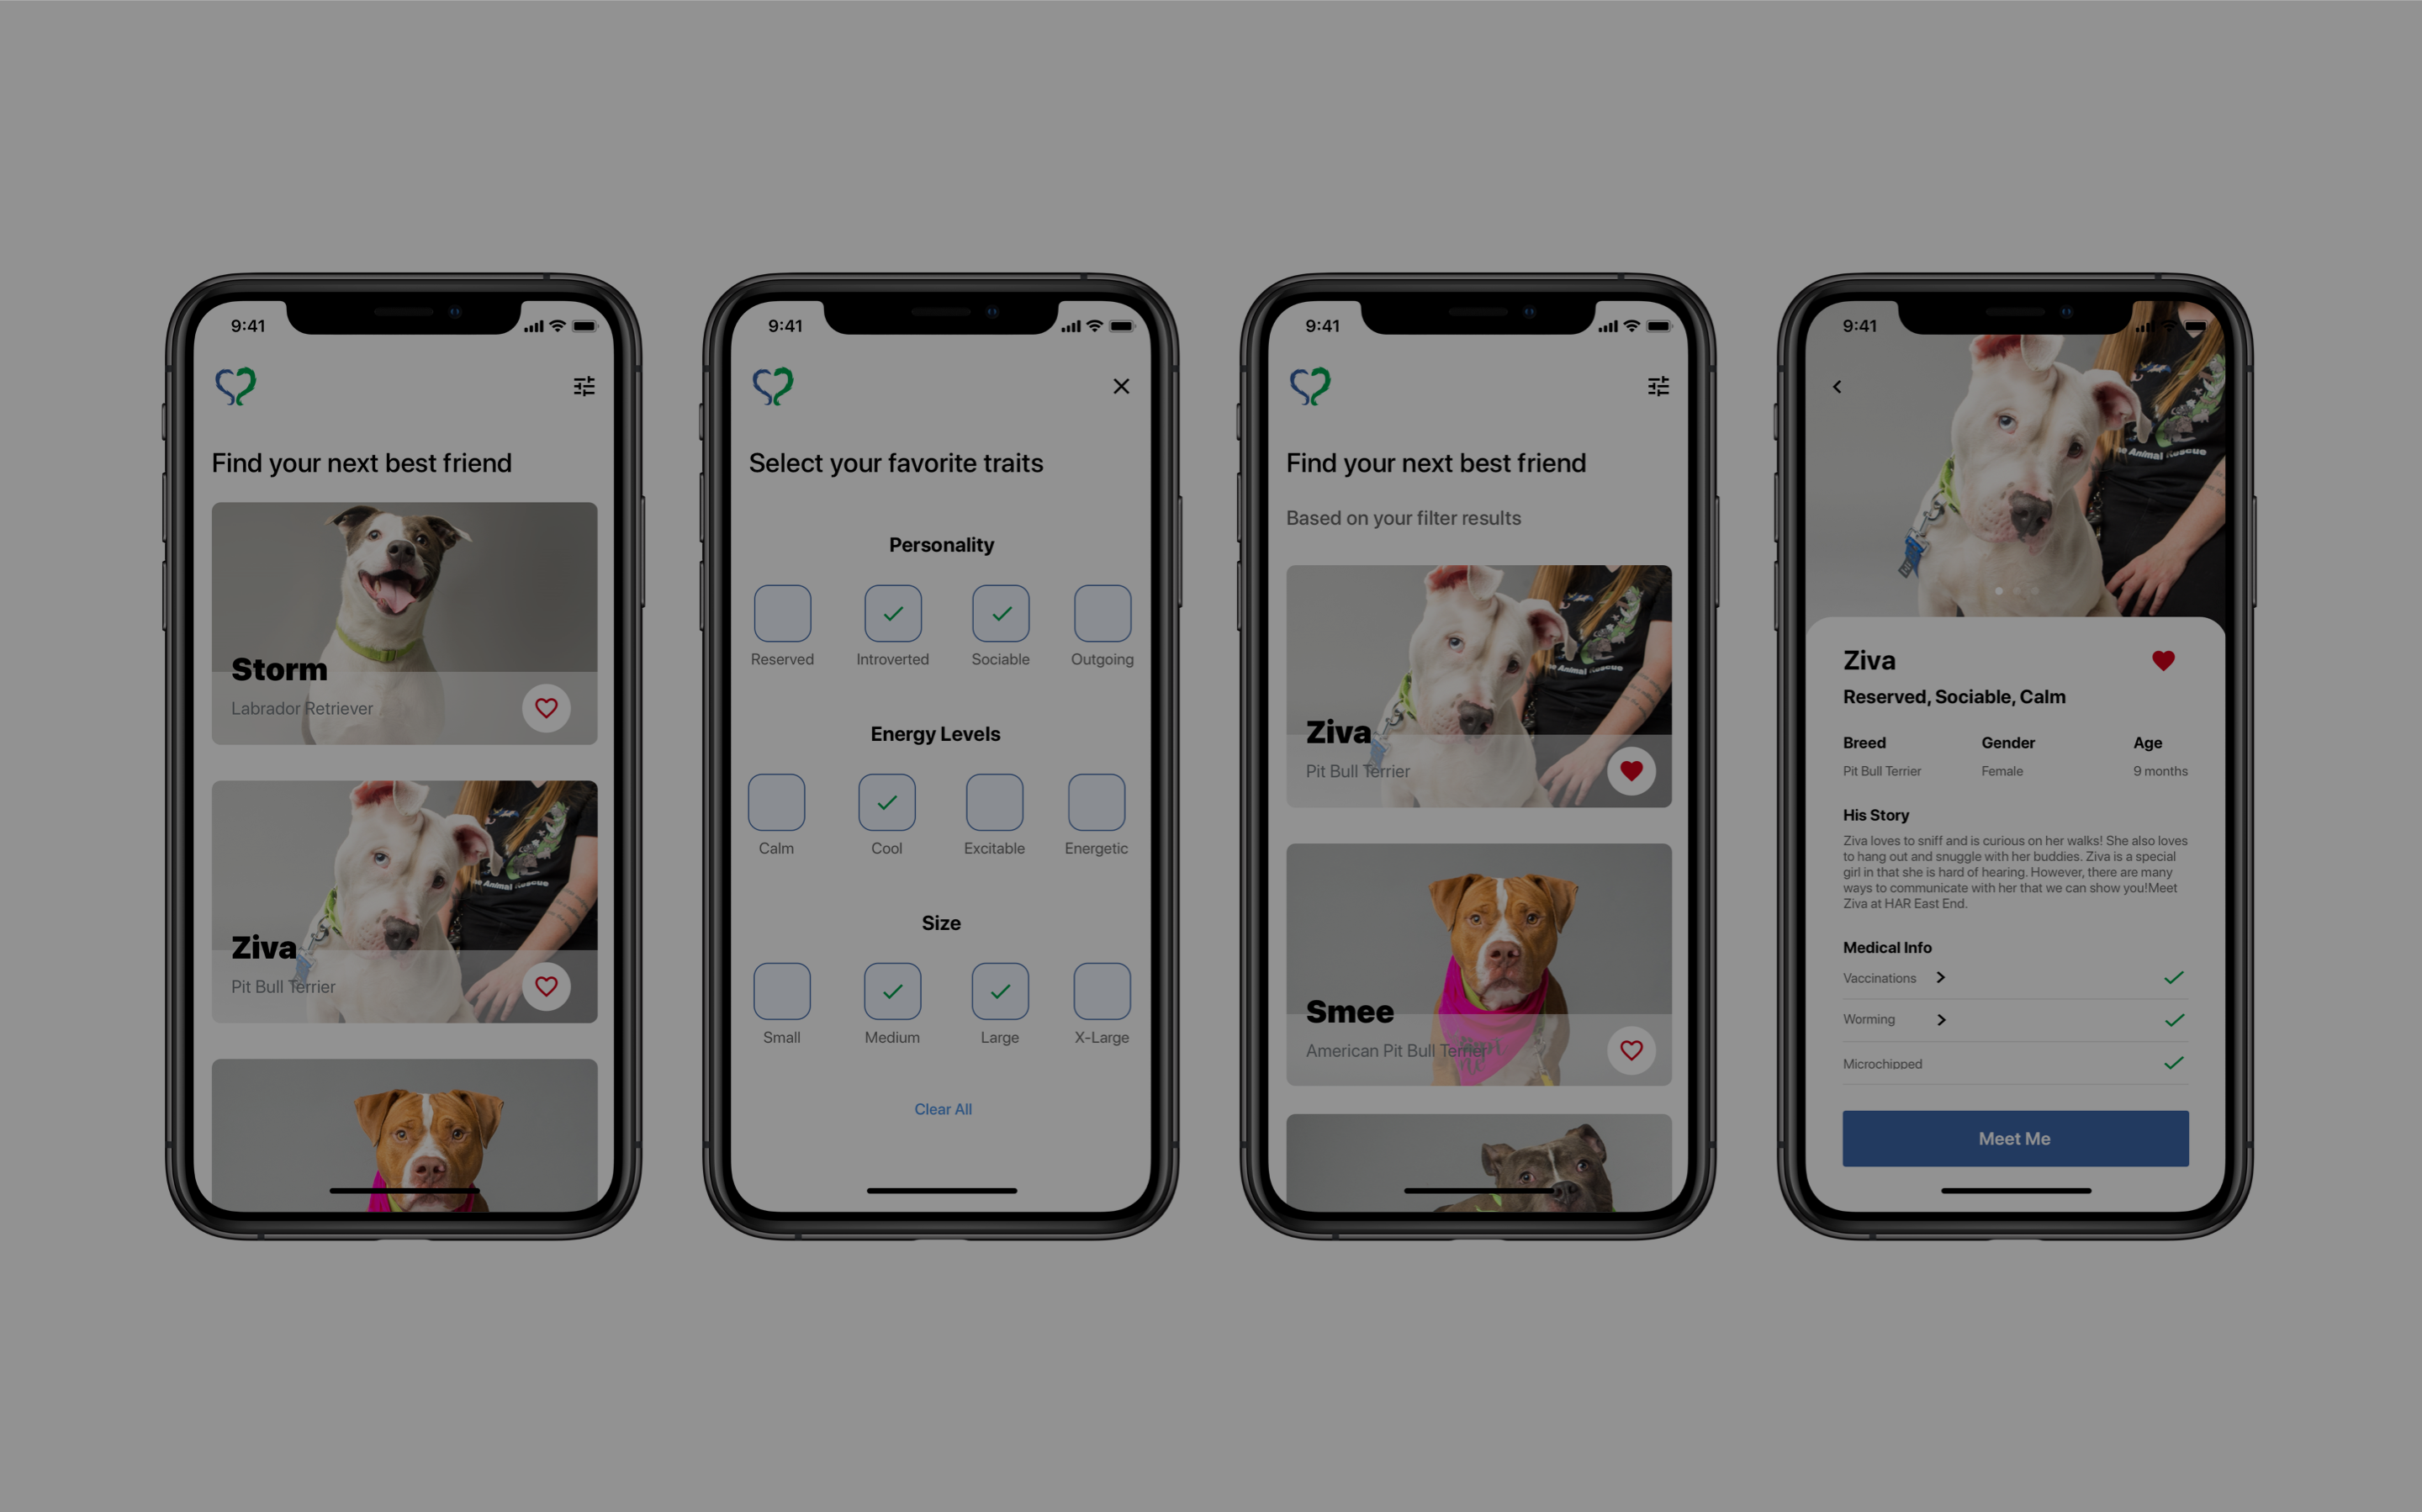 9:41
Find your next best friend
Storm
Labrador Retriever
Ziva
Pit Bull Terrier
9:41
Select your favorite traits
Personality
Reserved Introverted Sociable Outgoing
Energy Levels
Calm Cool Excitable Energetic
Size
Small Medium Large X-Large
Clear All
9:41
Find your next best friend
Based on your filter results
Ziva
Pit Bull Terrier
Smee
American Pit Bull Terrier
9:41
Animal Rescue
Ziva
Reserved, Sociable, Calm
Breed Gender Age
Pit Bull Terrier Female 9 months
His Story
Ziva loves to sniff and is curious on her walks! She also loves
to hang out and snuggle with her buddies. Ziva is a special
girl in that she is hard of hearing. However, there are many
ways to communicate with her that we can show you!Meet
Ziva at HAR East End.
Medical Info
Vaccinations
Worming
Microchipped
Meet Me